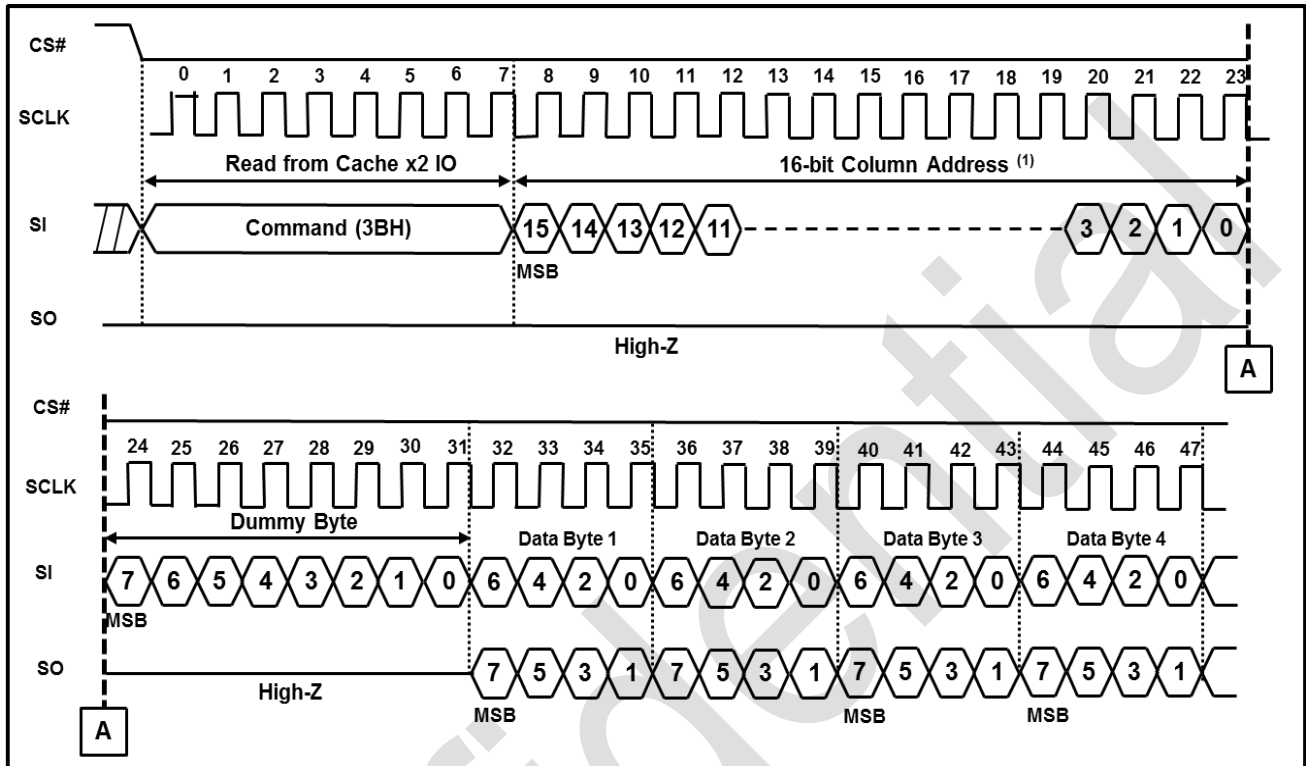 CS#
0 1 2 3 4 5 6 7 8 9 10 11 12 13 14 15 16 17 18 19 20 21 22 23
SCLK
Read from Cache x2 IO 16-bit Column Address (1)
SI Command (3BH) 15 14 13 12 11 3 2 1 0
MSB
SO
High-Z
A
CS#
24 25 26 27 28 29 30 31 32 33 34 35 36 37 38 39 40 41 42 43 44 45 46 47
SCLK
Dummy Byte Data Byte 1 Data Byte 2 Data Byte 3 Data Byte 4
SI 7 6 5 4 3 2 1 0 6 4 2 0 6 4 2 0 6 4 2 0 6 4 2 0
MSB
SO 7 5 3 1 7 5 3 1 7 5 3 1 7 5 3 1
High-Z
MSB MSB MSB
A
fidential